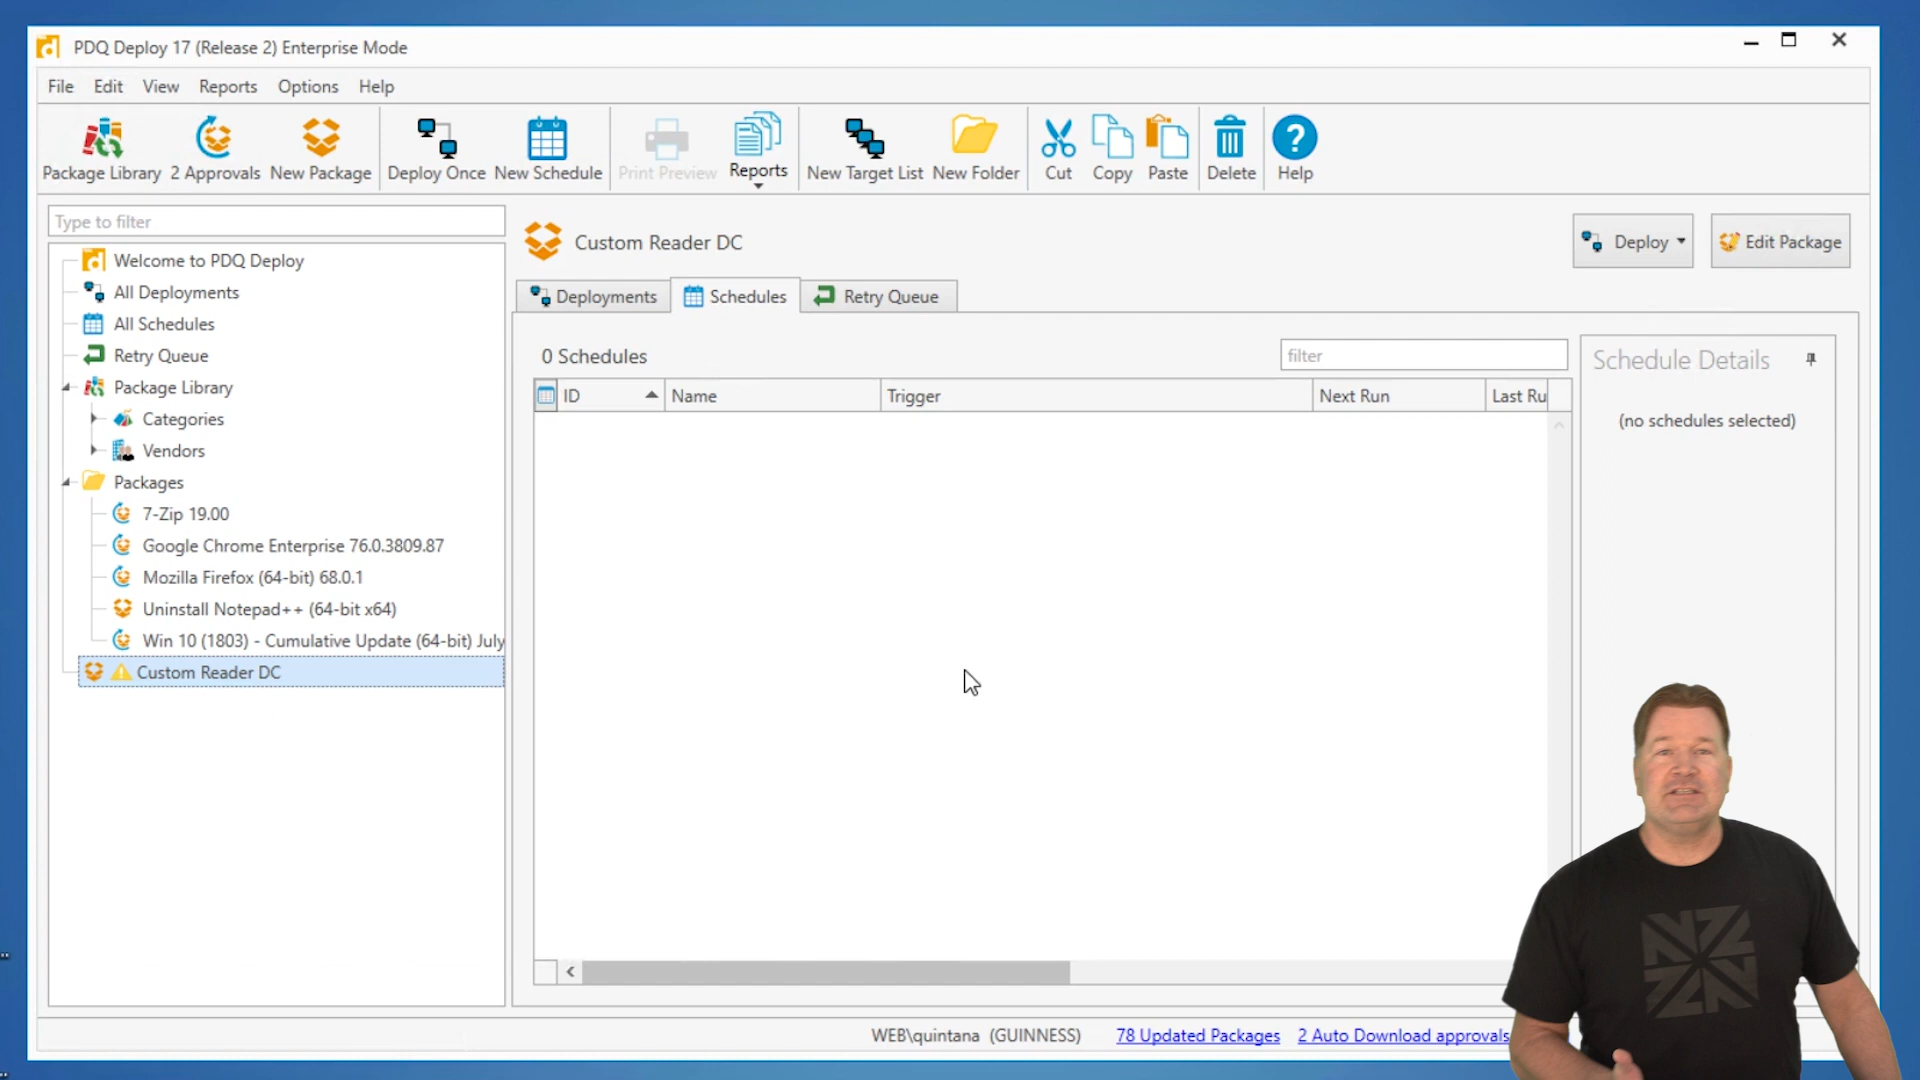 PDQ Deploy 17 (Release 2) Enterprise Mode
File Edit View Reports Options Help
Package Library 2 Approvals New Package Deploy Once New Schedule Print Preview Reports New Target List New Folder Cut Copy Paste Delete Help
Type to filter
Welcome to PDQ Deploy
All Deployments
All Schedules
Retry Queue
Package Library
Categories
Vendors
Packages
7-Zip 19.00
Google Chrome Enterprise 76.0.3809.87
Mozilla Firefox (64-bit) 68.0.1
Uninstall Notepad++ (64-bit x64)
Win 10 (1803) - Cumulative Update (64-bit) July
Custom Reader DC
Custom Reader DC
Deploy Edit Package
Deployments Schedules Retry Queue
0 Schedules filter
ID Name Trigger Next Run Last Ru
Schedule Details
(no schedules selected)
WEB\quintana (GUINNESS) 78 Updated Packages 2 Auto Download approvals